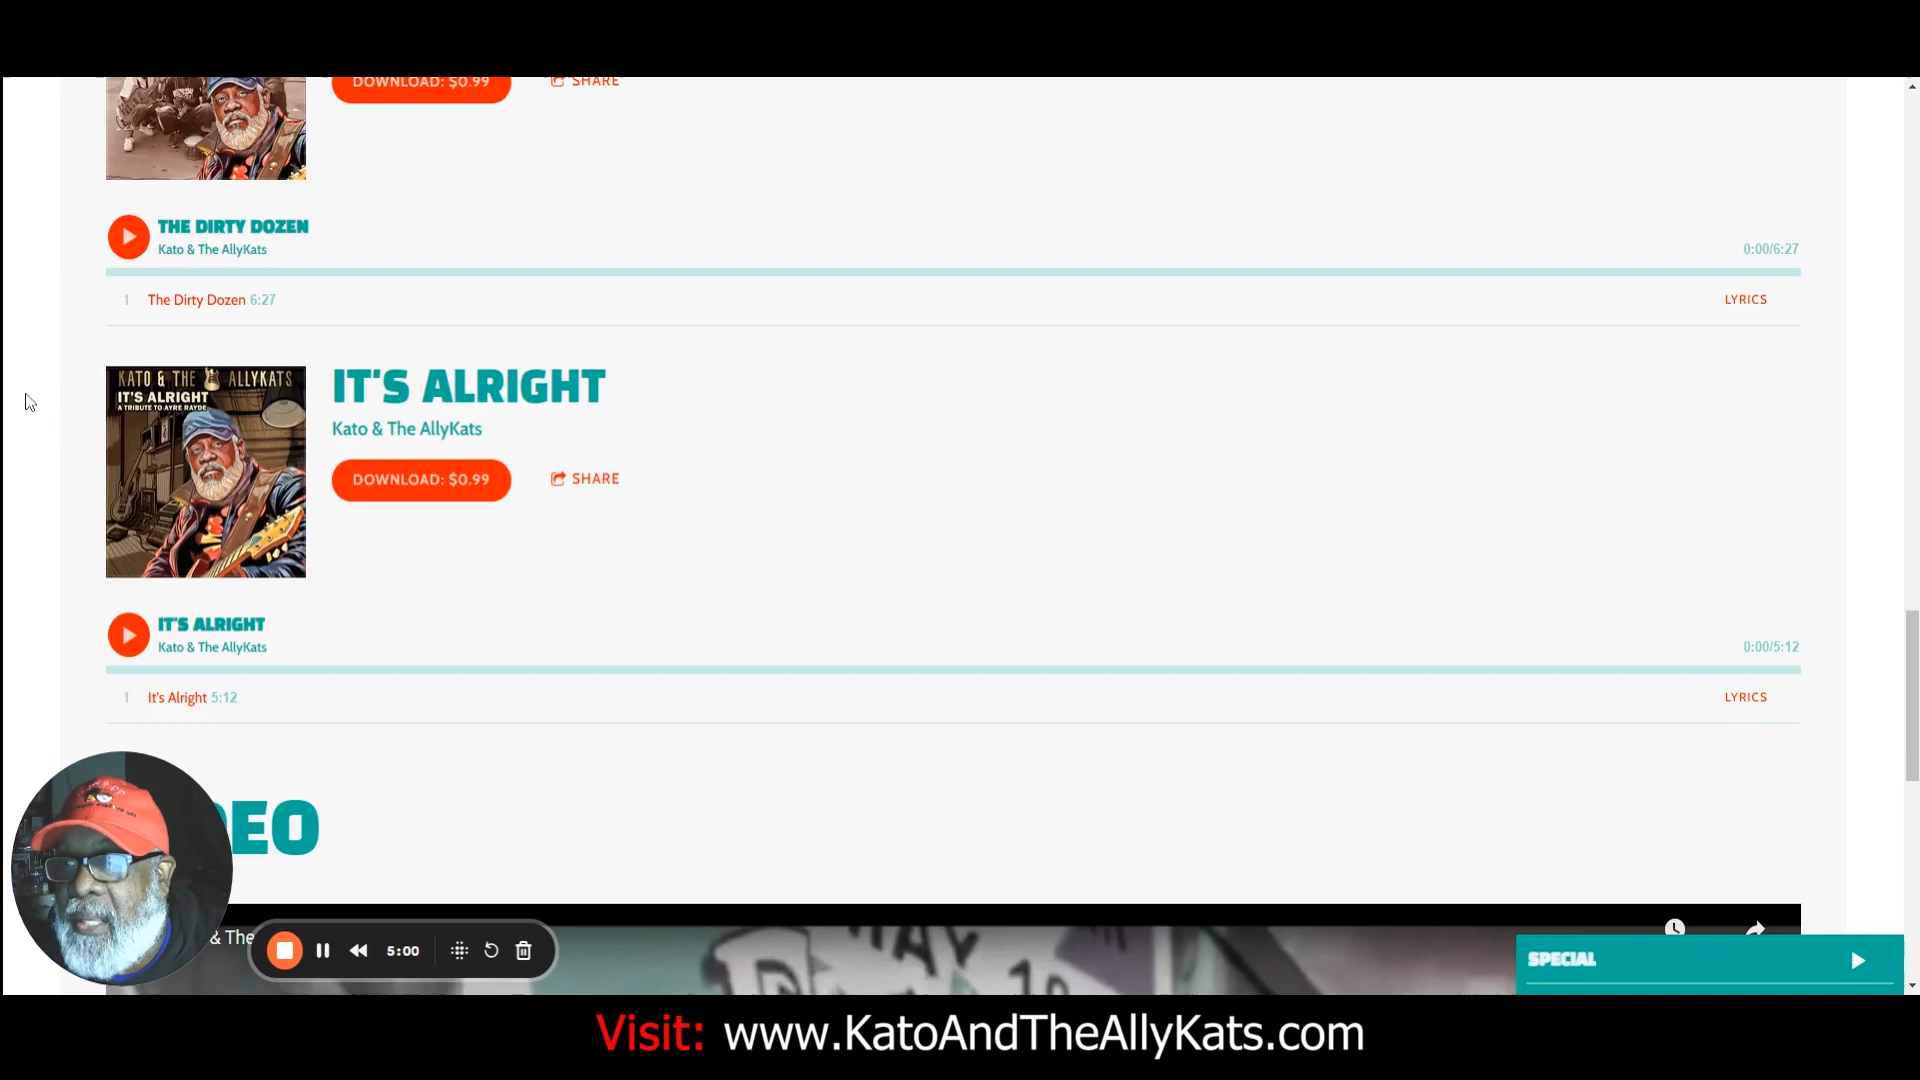 DOWNLOAD: $0.99
SHARE
THE DIRTY DOZEN
Kato & The AllyKats
0:00/6:27
1 The Dirty Dozen 6:27
LYRICS
KATO & THE ALLYKATS
IT'S ALRIGHT
A TRIBUTE TO AYRE RAYDE
IT'S ALRIGHT
Kato & The AllyKats
DOWNLOAD: $0.99
SHARE
IT'S ALRIGHT
Kato & The AllyKats
0:00/5:12
1 It's Alright 5:12
LYRICS
EO
& The
5:00
SPECIAL
Visit: www.KatoAndTheAllyKats.com